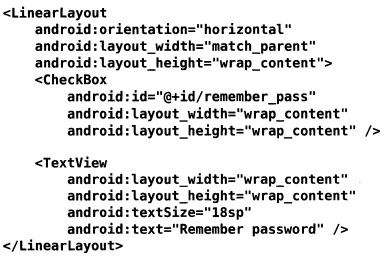 <LinearLayout
    android:orientation="horizontal"
    android:layout_width="match_parent"
    android:layout_height="wrap_content">
    <CheckBox
        android:id="@+id/remember_pass"
        android:layout_width="wrap_content"
        android:layout_height="wrap_content" />

    <TextView
        android:layout_width="wrap_content"
        android:layout_height="wrap_content"
        android:textSize="18sp"
        android:text="Remember password" />
</LinearLayout>